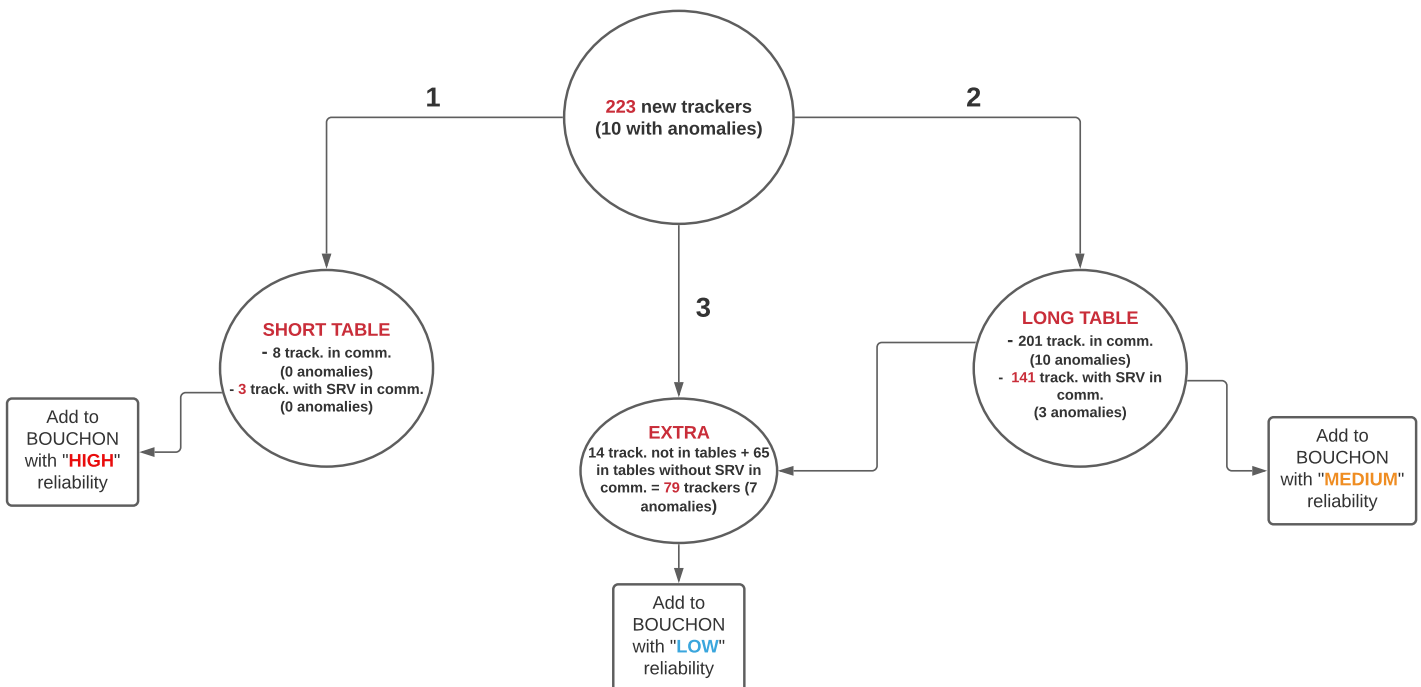 1
2
223 new trackers
(10 with anomalies)
3
SHORT TABLE
- 8 track. in comm.
(0 anomalies)
- 3 track. with SRV in comm.
(0 anomalies)
LONG TABLE
- 201 track. in comm.
(10 anomalies)
- 141 track. with SRV in
comm.
(3 anomalies)
Add to
BOUCHON
with "HIGH"
reliability
EXTRA
14 track. not in tables + 65
in tables without SRV in
comm. = 79 trackers (7
anomalies)
Add to
BOUCHON
with "MEDIUM"
reliability
Add to
BOUCHON
with "LOW"
reliability